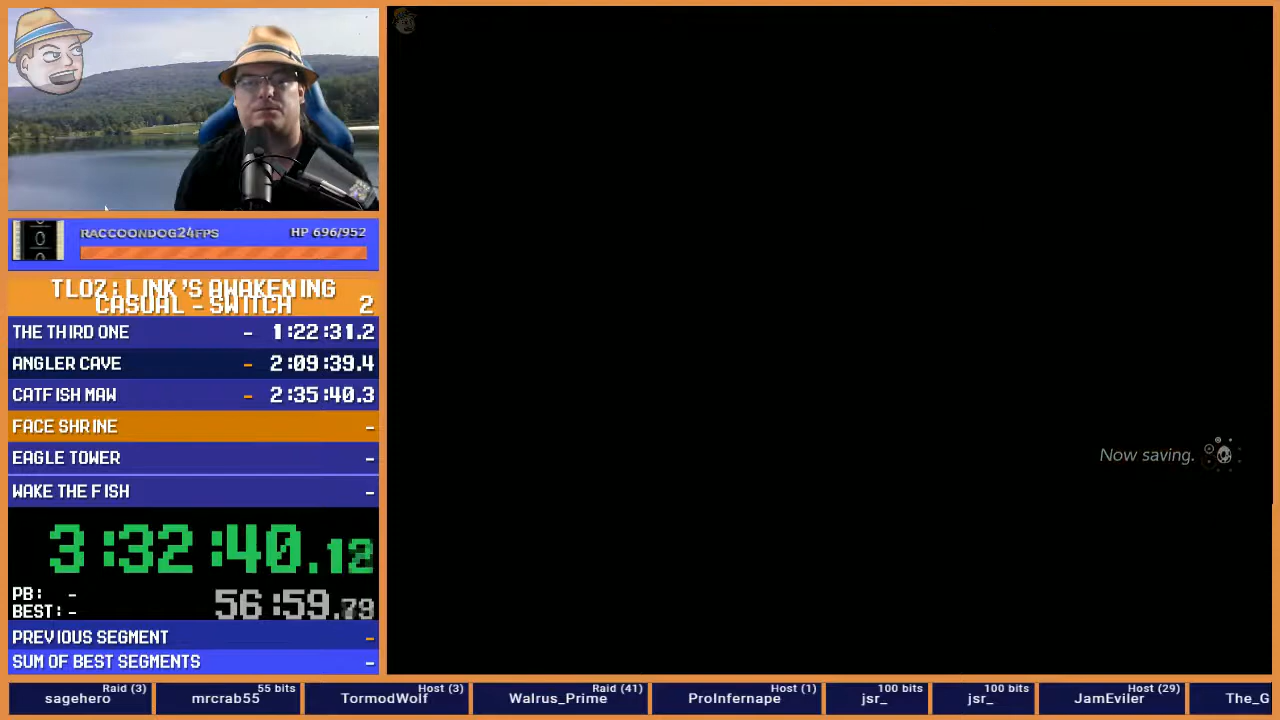 RACCOONDOG24FPS HP 696/952
TLOZ: LINK'S AWAKENING
CASUAL - SWITCH 2
THE THIRD ONE - 1:22:31.2
ANGLER CAVE - 2:09:39.4
CATFISH MAW - 2:35:40.3
FACE SHRINE -
EAGLE TOWER -
WAKE THE FISH -
3:32:40.12
PB: -
BEST: - 56:59.79
PREVIOUS SEGMENT -
SUM OF BEST SEGMENTS -
Now saving.
Raid (3) 55 bits Host (3) Raid (41) Host (1) 100 bits 100 bits Host (29)
sagehero mrcrab55 TormodWolf Walrus_Prime ProInfernape jsr_ jsr_ JamEviler The_G